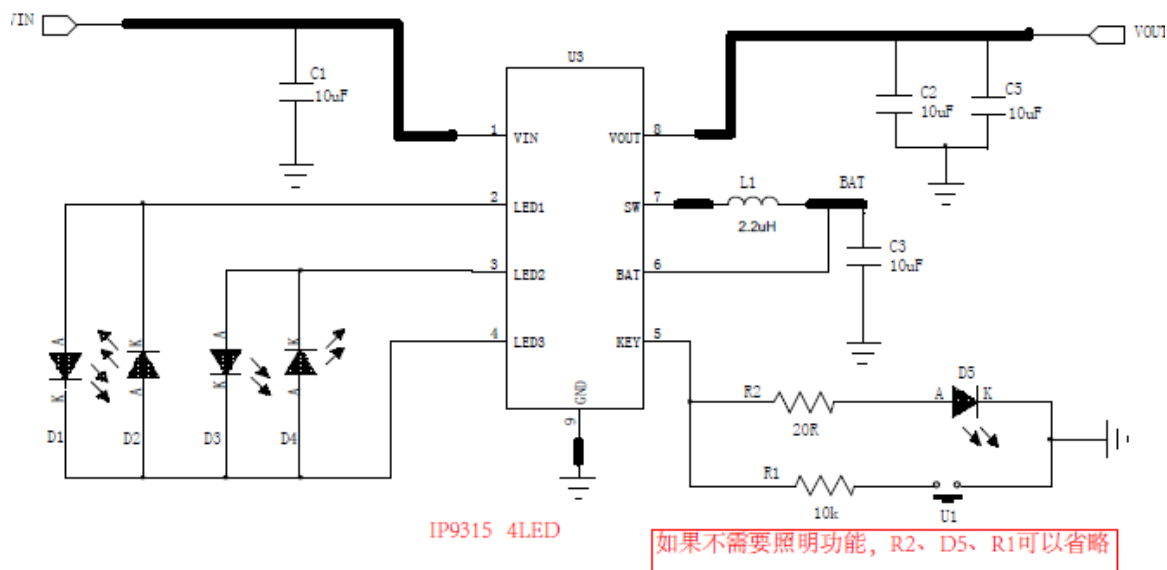 VIN
VOUT
U3
C1
10uF
C2
10uF
C5
10uF
1
VIN
VOUT
8
2
LED1
SW
7
L1
2.2uH
BAT
3
LED2
BAT
6
C3
10uF
4
LED3
KEY
5
A
K
D1
K
A
D2
A
K
D3
K
A
D4
GND
9
R2
20R
D5
A
K
R1
10k
U1
IP9315 4LED
如果不需要照明功能，R2、D5、R1可以省略